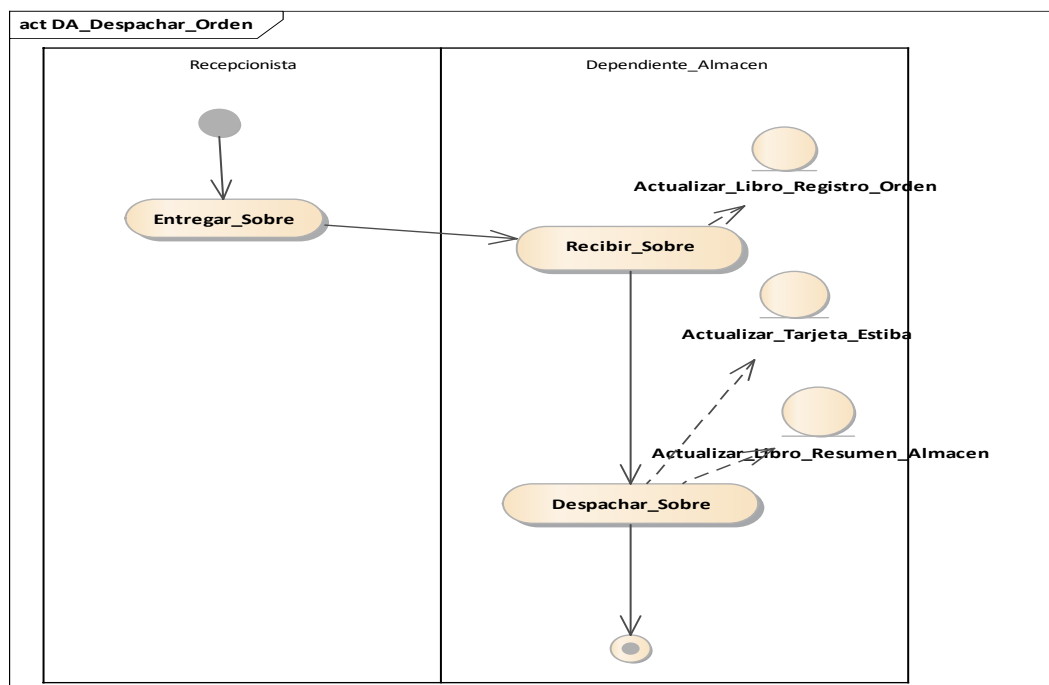 act DA_Despachar_Orden
Recepcionista
Dependiente_Almacen
Actualizar_Libro_Registro_Orden
Entregar_Sobre
Recibir_Sobre
Actualizar_Tarjeta_Estiba
Actualizar_Libro_Resumen_Almacen
Despachar_Sobre